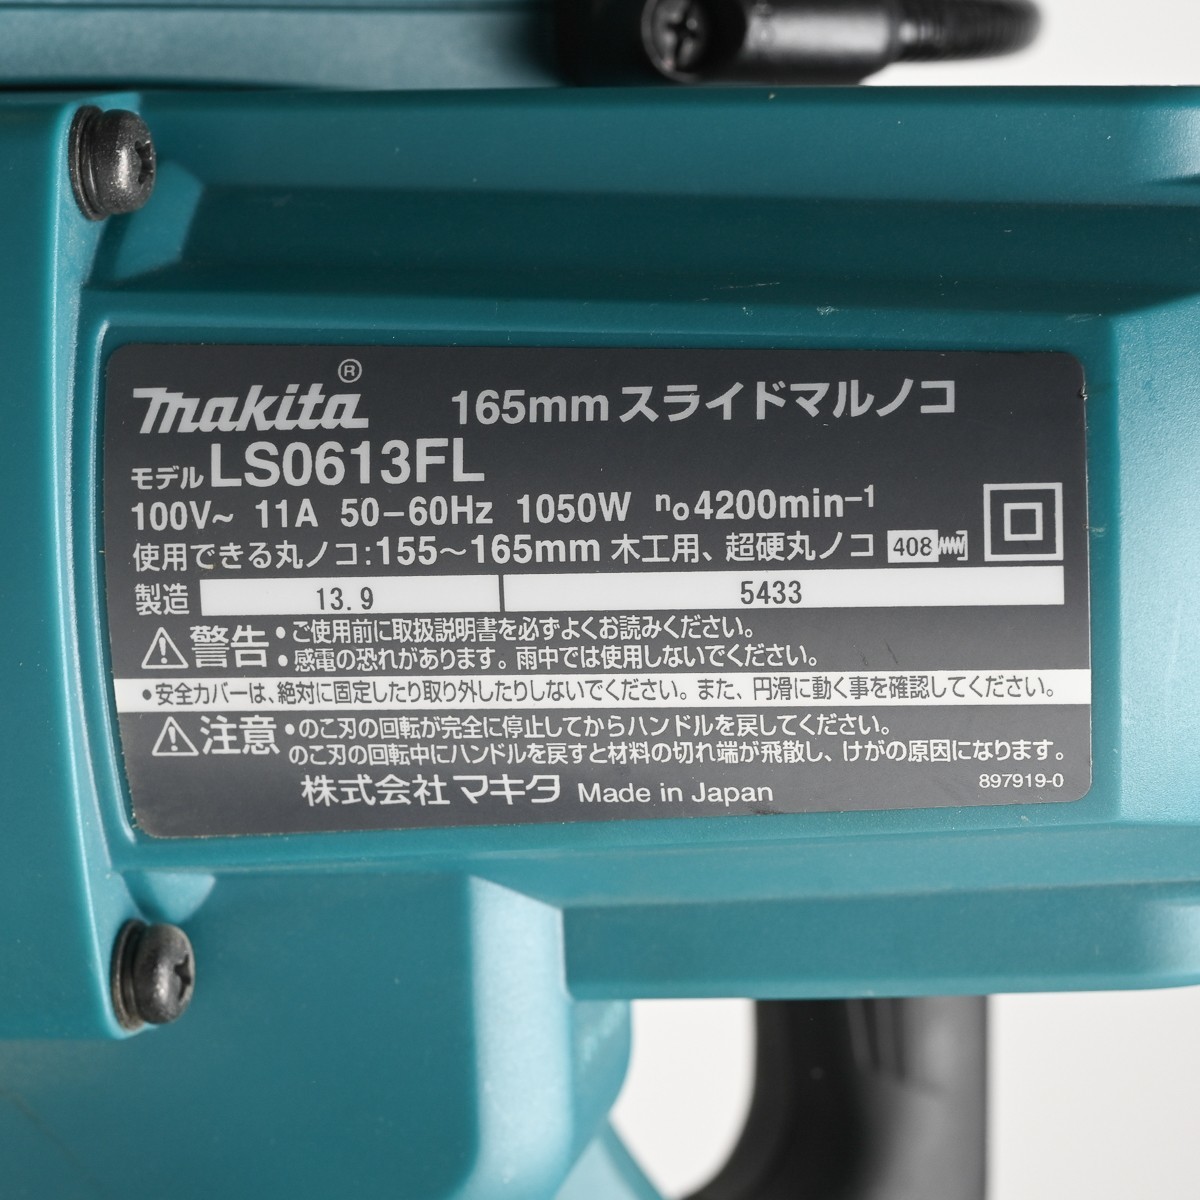 makita® 165mm スライドマルノコ
モデル LS0613FL
100V~ 11A 50-60Hz 1050W n₀4200min⁻¹
使用できる丸ノコ:155~165mm 木工用、超硬丸ノコ 408
製造 13.9 5433
警告 ・ご使用前に取扱説明書を必ずよくお読みください。
・感電の恐れがあります。雨中では使用しないでください。
・安全カバーは、絶対に固定したり取り外したりしないでください。また、円滑に動く事を確認してください。
注意 ・のこ刃の回転が完全に停止してからハンドルを戻してください。
のこ刃の回転中にハンドルを戻すと材料の切れ端が飛散し、けがの原因になります。
株式会社 マキタ Made in Japan 897919-0